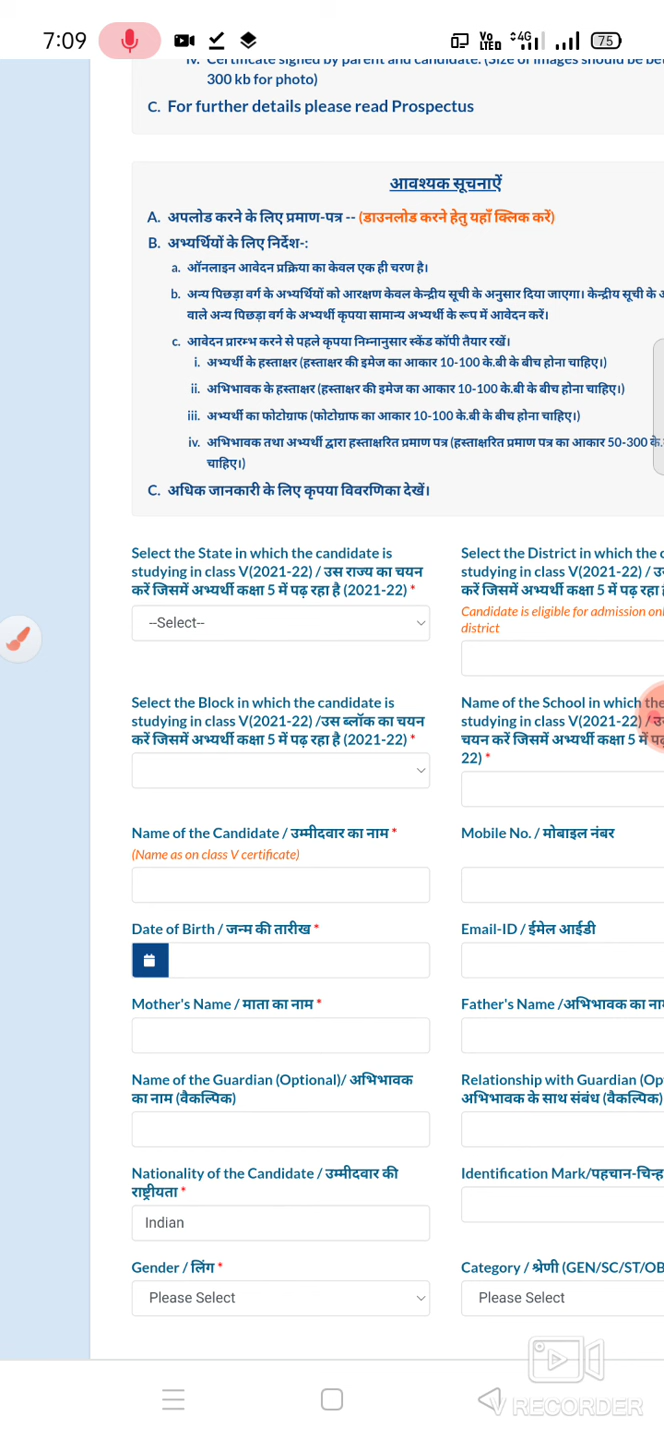 7:09
Vo LTED
4G
75
iv. Certificate signed by parent and candidate. (Size of images should be
300 kb for photo)
C. For further details please read Prospectus
आवश्यक सूचनाऐं
A. अपलोड करने के लिए प्रमाण-पत्र -- (डाउनलोड करने हेतु यहाँ क्लिक करें)
B. अभ्यर्थियों के लिए निर्देश-:
a. ऑनलाइन आवेदन प्रक्रिया का केवल एक ही चरण है।
b. अन्य पिछड़ा वर्ग के अभ्यर्थियों को आरक्षण केवल केन्द्रीय सूची के अनुसार दिया जाएगा। केन्द्रीय सूची के
वाले अन्य पिछड़ा वर्ग के अभ्यर्थी कृपया सामान्य अभ्यर्थी के रूप में आवेदन करें।
c. आवेदन प्रारम्भ करने से पहले कृपया निम्नानुसार स्कैंड कॉपी तैयार रखें।
i. अभ्यर्थी के हस्ताक्षर (हस्ताक्षर की इमेज का आकार 10-100 के.बी के बीच होना चाहिए।)
ii. अभिभावक के हस्ताक्षर (हस्ताक्षर की इमेज का आकार 10-100 के.बी के बीच होना चाहिए।)
iii. अभ्यर्थी का फोटोग्राफ (फोटोग्राफ का आकार 10-100 के.बी के बीच होना चाहिए।)
iv. अभिभावक तथा अभ्यर्थी द्वारा हस्ताक्षरित प्रमाण पत्र (हस्ताक्षरित प्रमाण पत्र का आकार 50-300 के.
चाहिए।)
C. अधिक जानकारी के लिए कृपया विवरणिका देखें।
Select the State in which the candidate is
studying in class V(2021-22) / उस राज्य का चयन
करें जिसमें अभ्यर्थी कक्षा 5 में पढ़ रहा है (2021-22) *
--Select--
Select the District in which the
studying in class V(2021-22) /
करें जिसमें अभ्यर्थी कक्षा 5 में पढ़ रहा
Candidate is eligible for admission
district
Select the Block in which the candidate is
studying in class V(2021-22) /उस ब्लॉक का चयन
करें जिसमें अभ्यर्थी कक्षा 5 में पढ़ रहा है (2021-22) *
Name of the School in which the
studying in class V(2021-22) /
चयन करें जिसमें अभ्यर्थी कक्षा 5 में
22) *
Name of the Candidate / उम्मीदवार का नाम *
(Name as on class V certificate)
Mobile No. / मोबाइल नंबर
Date of Birth / जन्म की तारीख *
Email-ID / ईमेल आईडी
Mother's Name / माता का नाम *
Father's Name /अभिभावक का
Name of the Guardian (Optional)/ अभिभावक
का नाम (वैकल्पिक)
Relationship with Guardian
अभिभावक के साथ संबंध (वैकल्पिक)
Nationality of the Candidate / उम्मीदवार की
राष्ट्रीयता *
Indian
Identification Mark/पहचान-चिन्ह
Gender / लिंग *
Please Select
Category / श्रेणी (GEN/SC/ST/
Please Select
V RECORDER